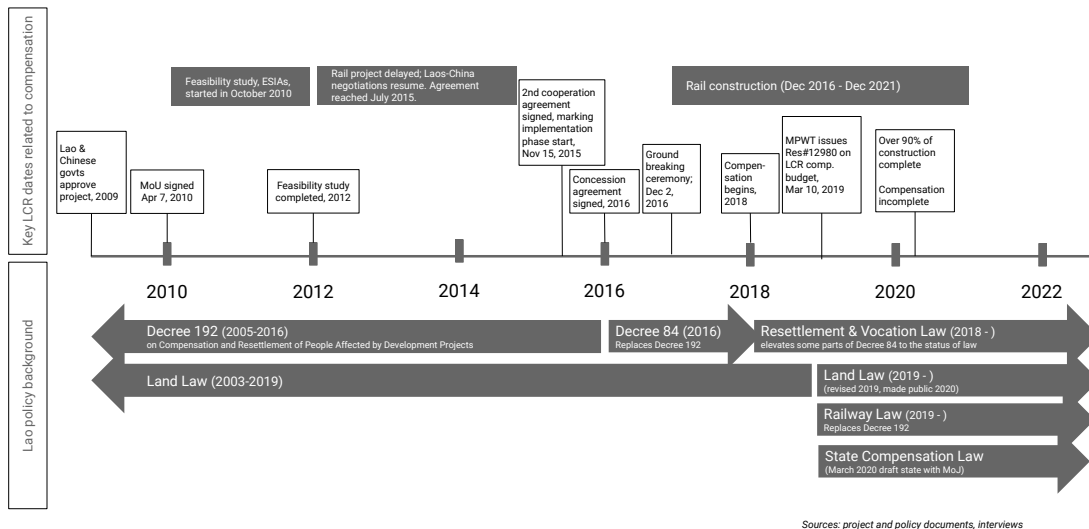 Key LCR dates related to compensation
Feasibility study, ESIAs,
started in October 2010
Rail project delayed; Laos-China
negotiations resume. Agreement
reached July 2015.
Rail construction (Dec 2016 - Dec 2021)
Lao &
Chinese
govts
approve
project, 2009
MoU signed
Apr 7, 2010
Feasibility study
completed, 2012
2nd cooperation
agreement
signed, marking
implementation
phase start,
Nov 15, 2015
Concession
agreement
signed, 2016
Ground
breaking
ceremony;
Dec 2,
2016
Compen-
sation
begins,
2018
MPWT issues
Res#12980 on
LCR comp.
budget,
Mar 10, 2019
Over 90% of
construction
complete
Compensation
incomplete
2010
2012
2014
2016
2018
2020
2022
Lao policy background
Decree 192 (2005-2016)
on Compensation and Resettlement of People Affected by Development Projects
Decree 84 (2016)
Replaces Decree 192
Resettlement & Vocation Law (2018 - )
elevates some parts of Decree 84 to the status of law
Land Law (2003-2019)
Land Law (2019 - )
(revised 2019, made public 2020)
Railway Law (2019 - )
Replaces Decree 192
State Compensation Law
(March 2020 draft state with MoJ)
Sources: project and policy documents, interviews